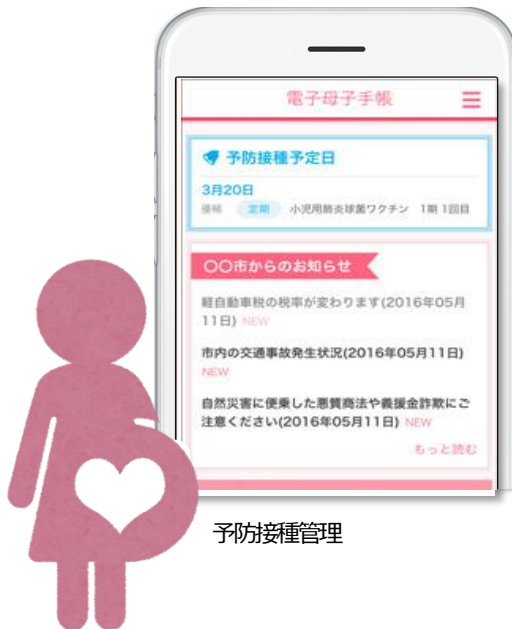 電子母子手帳
予防接種予定日
3月20日
優稀 定期 小児用肺炎球菌ワクチン 1期 1回目
〇〇市からのお知らせ
軽自動車税の税率が変わります(2016年05月
11日) NEW
市内の交通事故発生状況(2016年05月11日)
NEW
自然災害に便乗した悪質商法や義援金詐欺にご
注意ください(2016年05月11日) NEW
もっと読む
予防接種管理